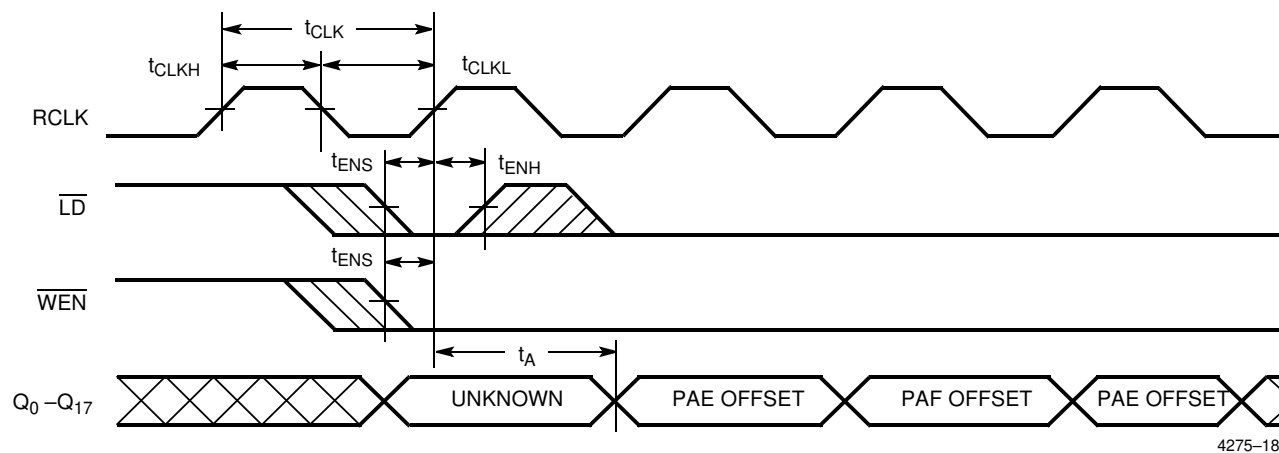 tCLK
tCLKH
tCLKL
RCLK
tENS
tENH
LD
tENS
WEN
tA
Q0 –Q17
UNKNOWN
PAE OFFSET
PAF OFFSET
PAE OFFSET
4275–18